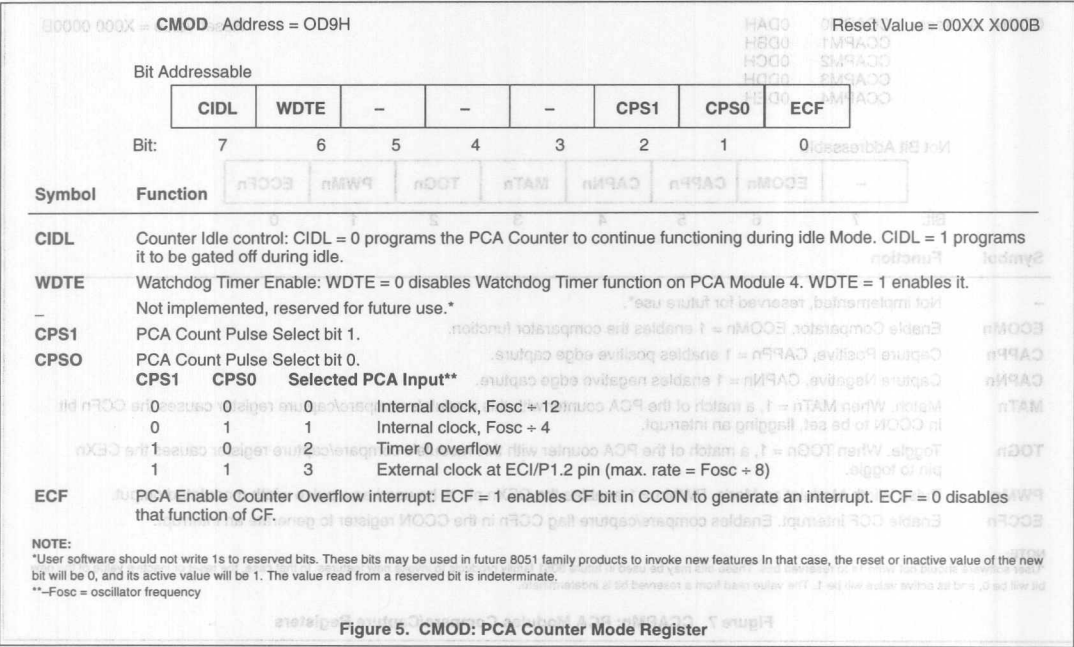 CMOD Address = OD9H Reset Value = 00XX X000B
Bit Addressable
CIDL WDTE – – – CPS1 CPS0 ECF
Bit: 7 6 5 4 3 2 1 0
Symbol Function
CIDL Counter Idle control: CIDL = 0 programs the PCA Counter to continue functioning during idle Mode. CIDL = 1 programs
it to be gated off during idle.
WDTE Watchdog Timer Enable: WDTE = 0 disables Watchdog Timer function on PCA Module 4. WDTE = 1 enables it.
– Not implemented, reserved for future use.*
CPS1 PCA Count Pulse Select bit 1.
CPSO PCA Count Pulse Select bit 0.
CPS1 CPS0 Selected PCA Input**
0 0 0 Internal clock, Fosc ÷ 12
0 1 1 Internal clock, Fosc ÷ 4
1 0 2 Timer 0 overflow
1 1 3 External clock at ECI/P1.2 pin (max. rate = Fosc ÷ 8)
ECF PCA Enable Counter Overflow interrupt: ECF = 1 enables CF bit in CCON to generate an interrupt. ECF = 0 disables
that function of CF.
NOTE:
*User software should not write 1s to reserved bits. These bits may be used in future 8051 family products to invoke new features In that case, the reset or inactive value of the new
bit will be 0, and its active value will be 1. The value read from a reserved bit is indeterminate.
**–Fosc = oscillator frequency
Figure 5. CMOD: PCA Counter Mode Register